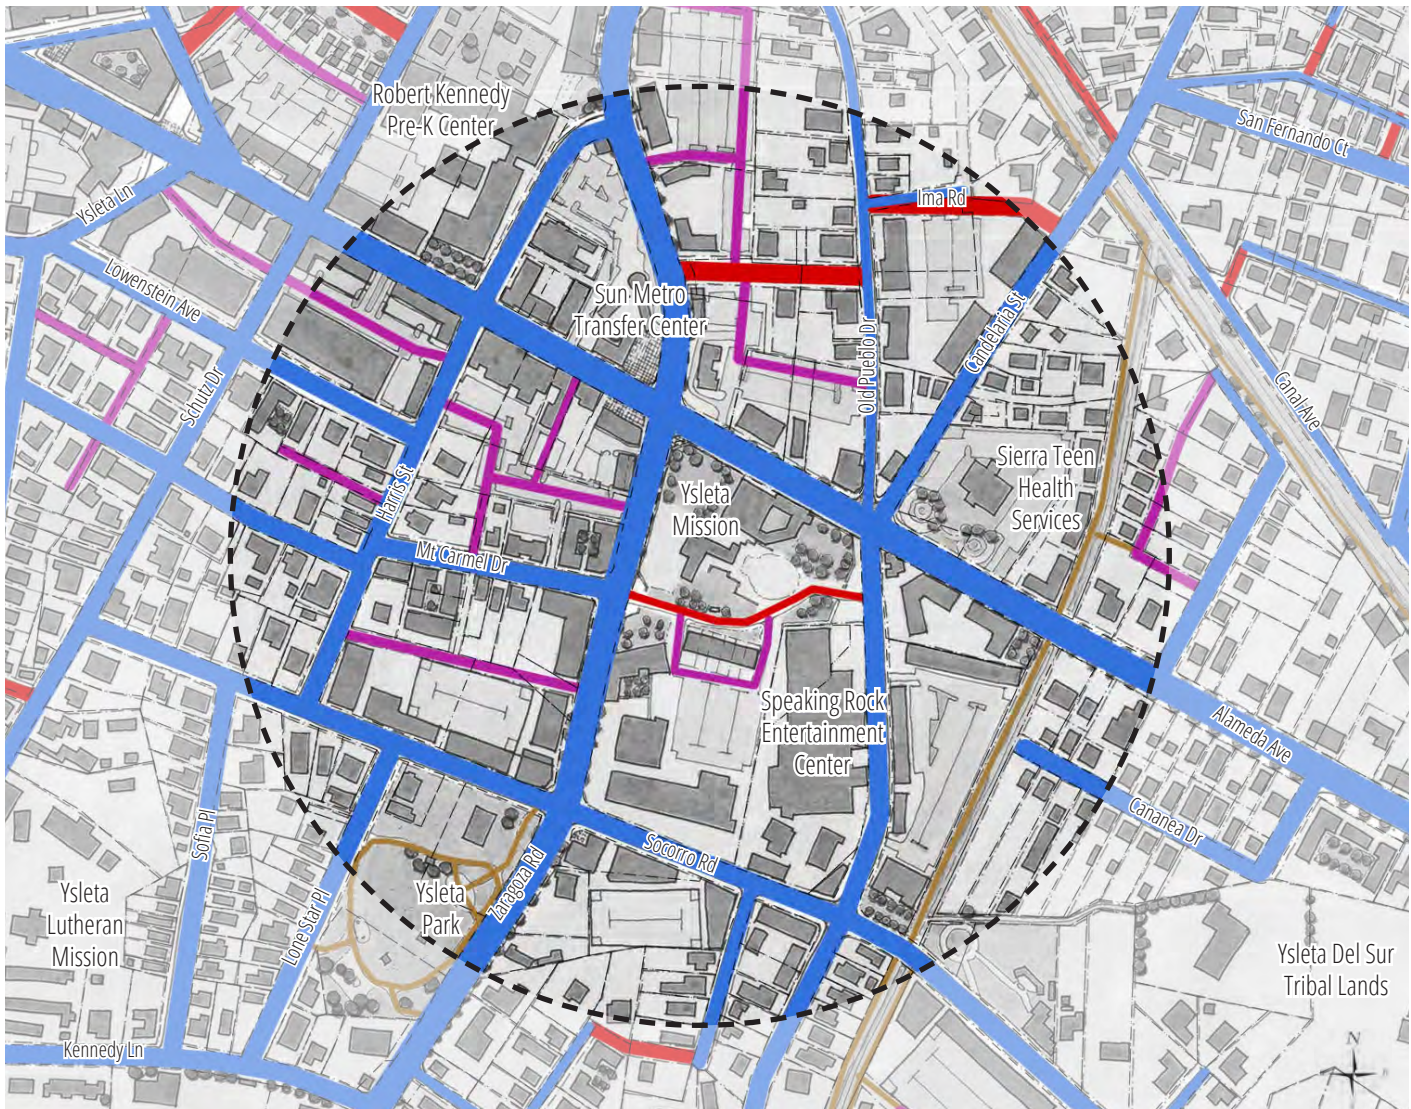 Robert Kennedy
Pre-K Center
San Fernando Ct
Ysleta Ln
Ima Rd
Lowenstein Ave
Sun Metro
Transfer Center
Candelaria St
Old Pueblo Dr
Schutz Dr
Canal Ave
Sierra Teen
Health
Services
Ysleta
Mission
Harris St
Mt Carmel Dr
Speaking Rock
Entertainment
Center
Alameda Ave
Cananea Dr
Sofia Pl
Socorro Rd
Zaragoza Rd
Ysleta
Park
Ysleta
Lutheran
Mission
Lone Star Pl
Ysleta Del Sur
Tribal Lands
Kennedy Ln
N